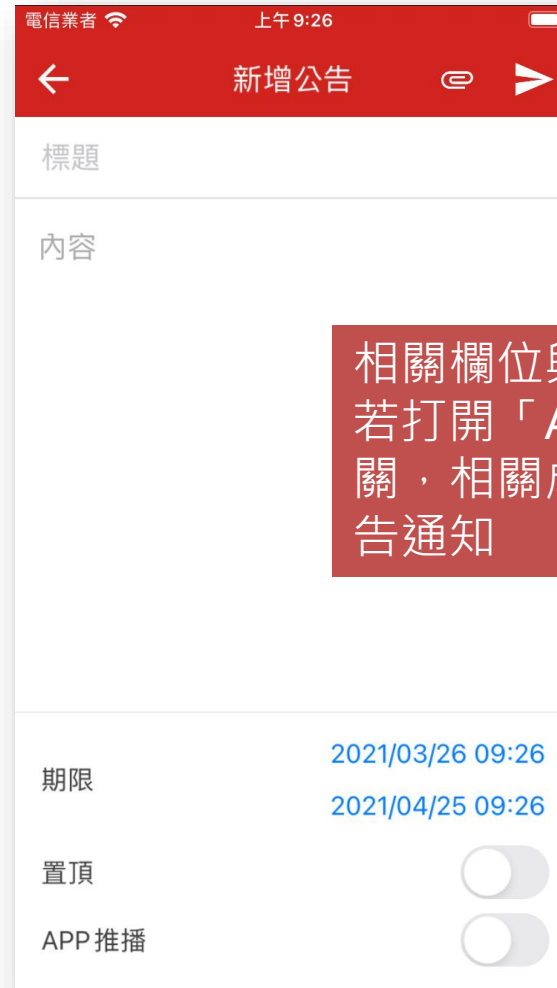 電信業者 上午9:26
新增公告
標題
內容
相關欄位
若打開「A
關，相關
告通知
期限
2021/03/26 09:26
2021/04/25 09:26
置頂
APP推播